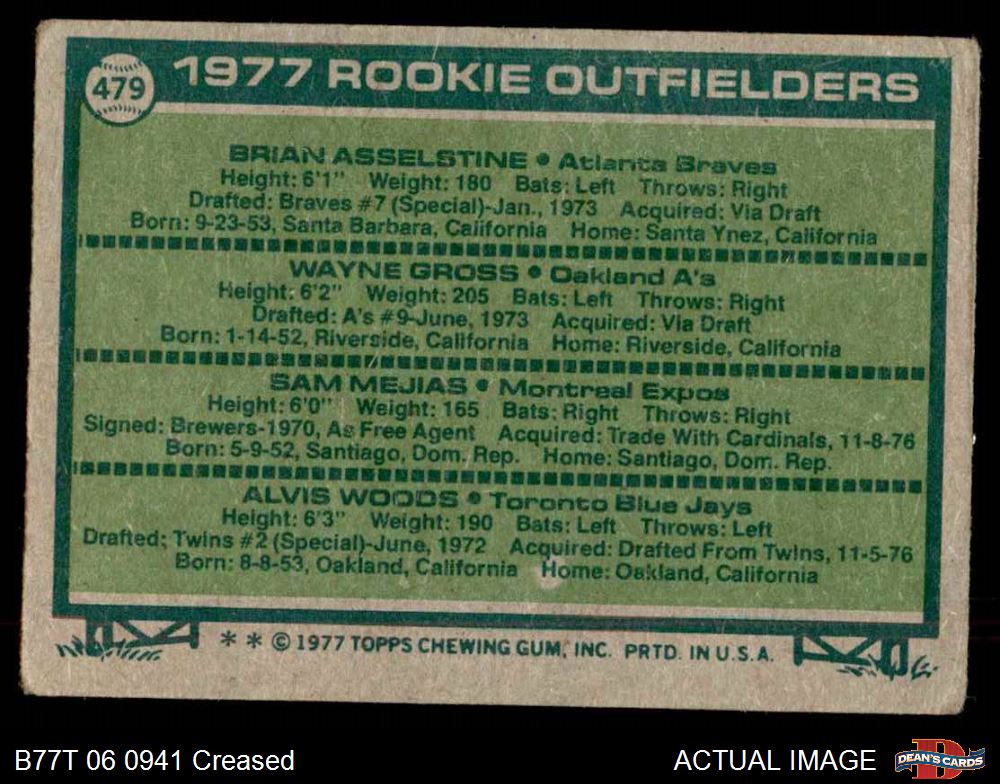 479
1977 ROOKIE OUTFIELDERS
BRIAN ASSELSTINE • Atlanta Braves
Height: 6'1" Weight: 180 Bats: Left Throws: Right
Drafted: Braves #7 (Special)-Jan., 1973 Acquired: Via Draft
Born: 9-23-53, Santa Barbara, California Home: Santa Ynez, California
WAYNE GROSS • Oakland A's
Height: 6'2" Weight: 205 Bats: Left Throws: Right
Drafted: A's #9-June, 1973 Acquired: Via Draft
Born: 1-14-52, Riverside, California Home: Riverside, California
SAM MEJIAS • Montreal Expos
Height: 6'0" Weight: 165 Bats: Right Throws: Right
Signed: Brewers-1970, As Free Agent Acquired: Trade With Cardinals, 11-8-76
Born: 5-9-52, Santiago, Dom. Rep. Home: Santiago, Dom. Rep.
ALVIS WOODS • Toronto Blue Jays
Height: 6'3" Weight: 190 Bats: Left Throws: Left
Drafted: Twins #2 (Special)-June, 1972 Acquired: Drafted From Twins, 11-5-76
Born: 8-8-53, Oakland, California Home: Oakland, California
* * © 1977 TOPPS CHEWING GUM, INC. PRTD. IN U.S.A.
B77T 06 0941 Creased
ACTUAL IMAGE
D
DEAN'S CARDS